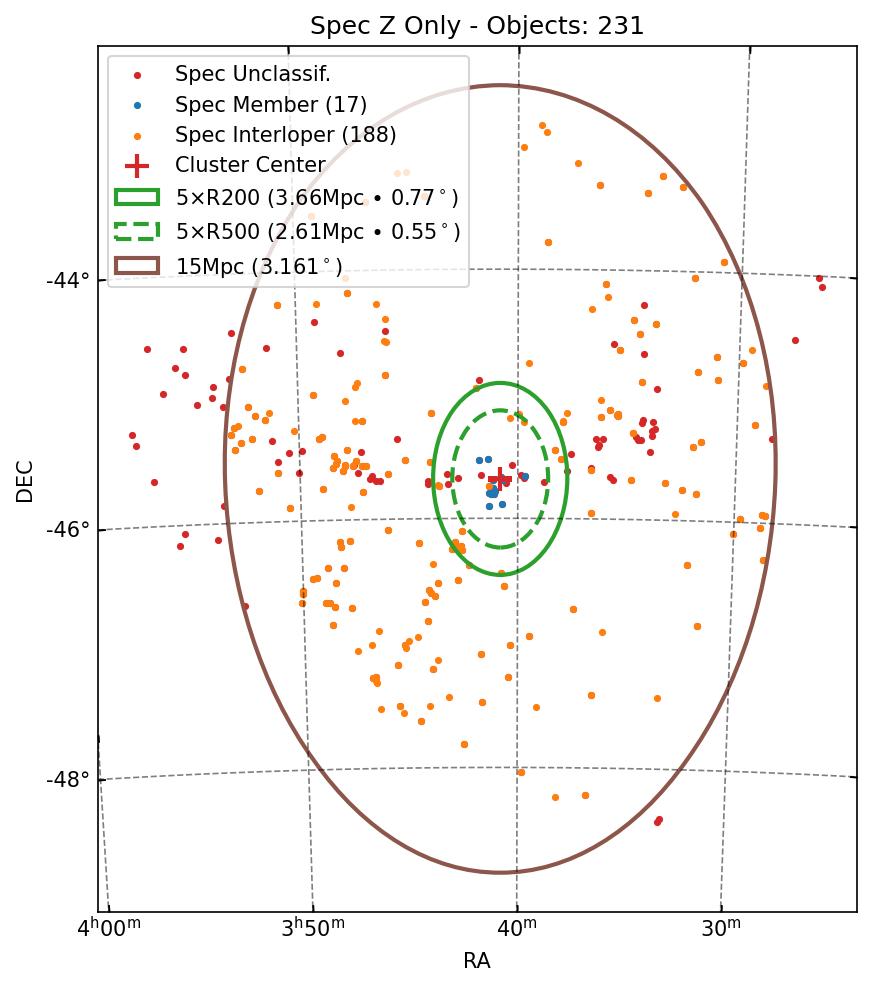 Spec Z Only - Objects: 231
Spec Unclassif.
Spec Member (17)
Spec Interloper (188)
Cluster Center
5×R200 (3.66Mpc • 0.77°)
5×R500 (2.61Mpc • 0.55°)
15Mpc (3.161°)
-44°
-46°
-48°
DEC
4ʰ00ᵐ 3ʰ50ᵐ 40ᵐ 30ᵐ
RA